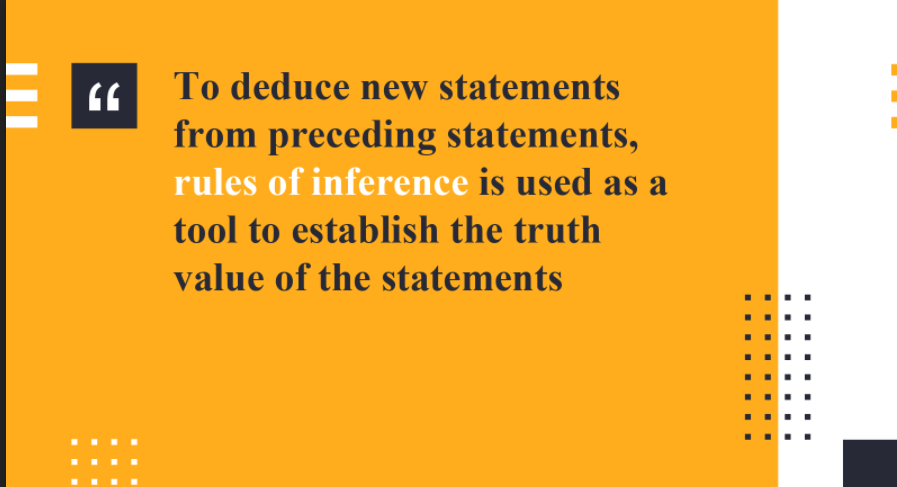 “
To deduce new statements
from preceding statements,
rules of inference is used as a
tool to establish the truth
value of the statements